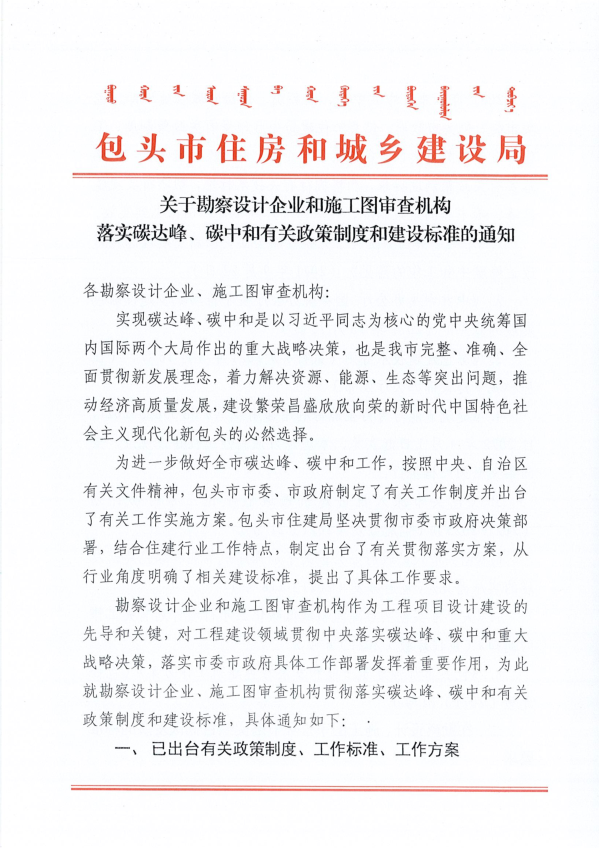 包头市住房和城乡建设局
关于勘察设计企业和施工图审查机构
落实碳达峰、碳中和有关政策制度和建设标准的通知
各勘察设计企业、施工图审查机构:
实现碳达峰、碳中和是以习近平同志为核心的党中央统筹国
内国际两个大局作出的重大战略决策，也是我市完整、准确、全
面贯彻新发展理念，着力解决资源、能源、生态等突出问题，推
动经济高质量发展，建设繁荣昌盛欣欣向荣的新时代中国特色社
会主义现代化新包头的必然选择。
为进一步做好全市碳达峰、碳中和工作，按照中央、自治区
有关文件精神，包头市市委、市政府制定了有关工作制度并出台
了有关工作实施方案。包头市住建局坚决贯彻市委市政府决策部
署，结合住建行业工作特点，制定出台了有关贯彻落实方案，从
行业角度明确了相关建设标准，提出了具体工作要求。
勘察设计企业和施工图审查机构作为工程项目设计建设的
先导和关键，对工程建设领域贯彻中央落实碳达峰、碳中和重大
战略决策，落实市委市政府具体工作部署发挥着重要作用，为此
就勘察设计企业、施工图审查机构贯彻落实碳达峰、碳中和有关
政策制度和建设标准，具体通知如下:
一、已出台有关政策制度、工作标准、工作方案